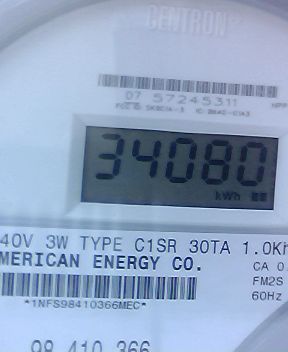 CENTRON®
07 57245311
34080
kWh
40V 3W TYPE C1SR 30TA 1.0Kh
MERICAN ENERGY CO.
CA 0.
FM2S
60Hz
*1NFS98410366MEC*
98 410 366